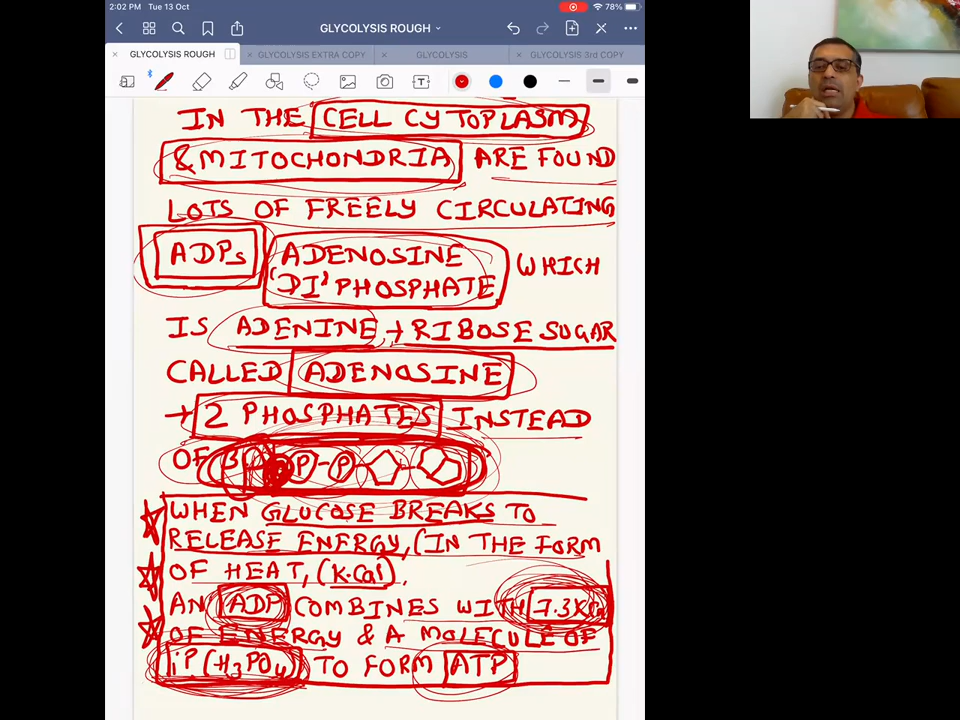 2:02 PM Tue 13 Oct
78%
GLYCOLYSIS ROUGH
GLYCOLYSIS ROUGH
GLYCOLYSIS EXTRA COPY
GLYCOLYSIS
GLYCOLYSIS 3rd COPY
IN THE CELL CYTOPLASM
& MITOCHONDRIA ARE FOUND
LOTS OF FREELY CIRCULATING
ADPs ADENOSINE WHICH
'DI' PHOSPHATE
IS ADENINE + RIBOSE SUGAR
CALLED ADENOSINE
+ 2 PHOSPHATES INSTEAD
OF 3 P - P
WHEN GLUCOSE BREAKS TO
RELEASE ENERGY, (IN THE FORM
OF HEAT, (K.Cal),
AN ADP COMBINES WITH 7.3 K
OF ENERGY & A MOLECULE OF
iP (H3PO4) TO FORM ATP